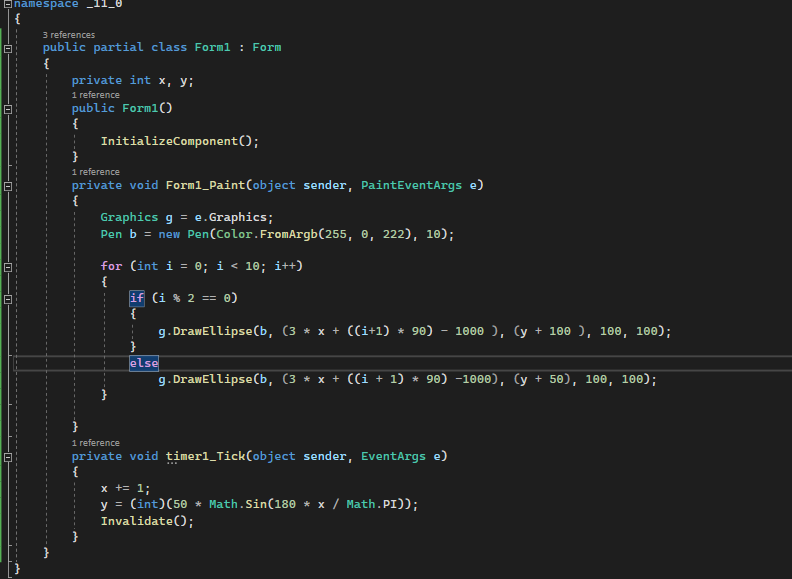 namespace _11_0
{
3 references
public partial class Form1 : Form
{
private int x, y;
1 reference
public Form1()
{
InitializeComponent();
}
1 reference
private void Form1_Paint(object sender, PaintEventArgs e)
{
Graphics g = e.Graphics;
Pen b = new Pen(Color.FromArgb(255, 0, 222), 10);
for (int i = 0; i < 10; i++)
{
if (i % 2 == 0)
{
g.DrawEllipse(b, (3 * x + ((i+1) * 90) - 1000 ), (y + 100 ), 100, 100);
}
else
g.DrawEllipse(b, (3 * x + ((i + 1) * 90) -1000), (y + 50), 100, 100);
}
}
1 reference
private void timer1_Tick(object sender, EventArgs e)
{
x += 1;
y = (int)(50 * Math.Sin(180 * x / Math.PI));
Invalidate();
}
}
}